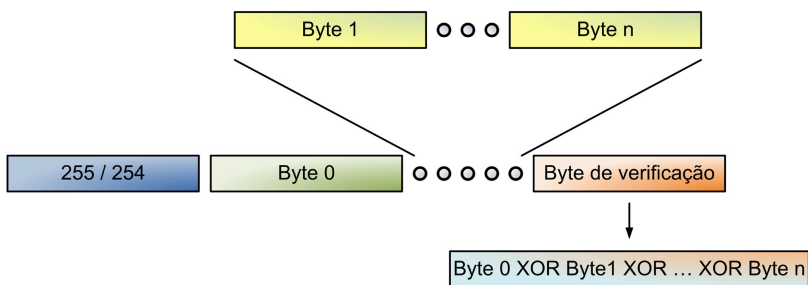 Byte 1
Byte n
255 / 254
Byte 0
Byte de verificação
Byte 0 XOR Byte1 XOR … XOR Byte n